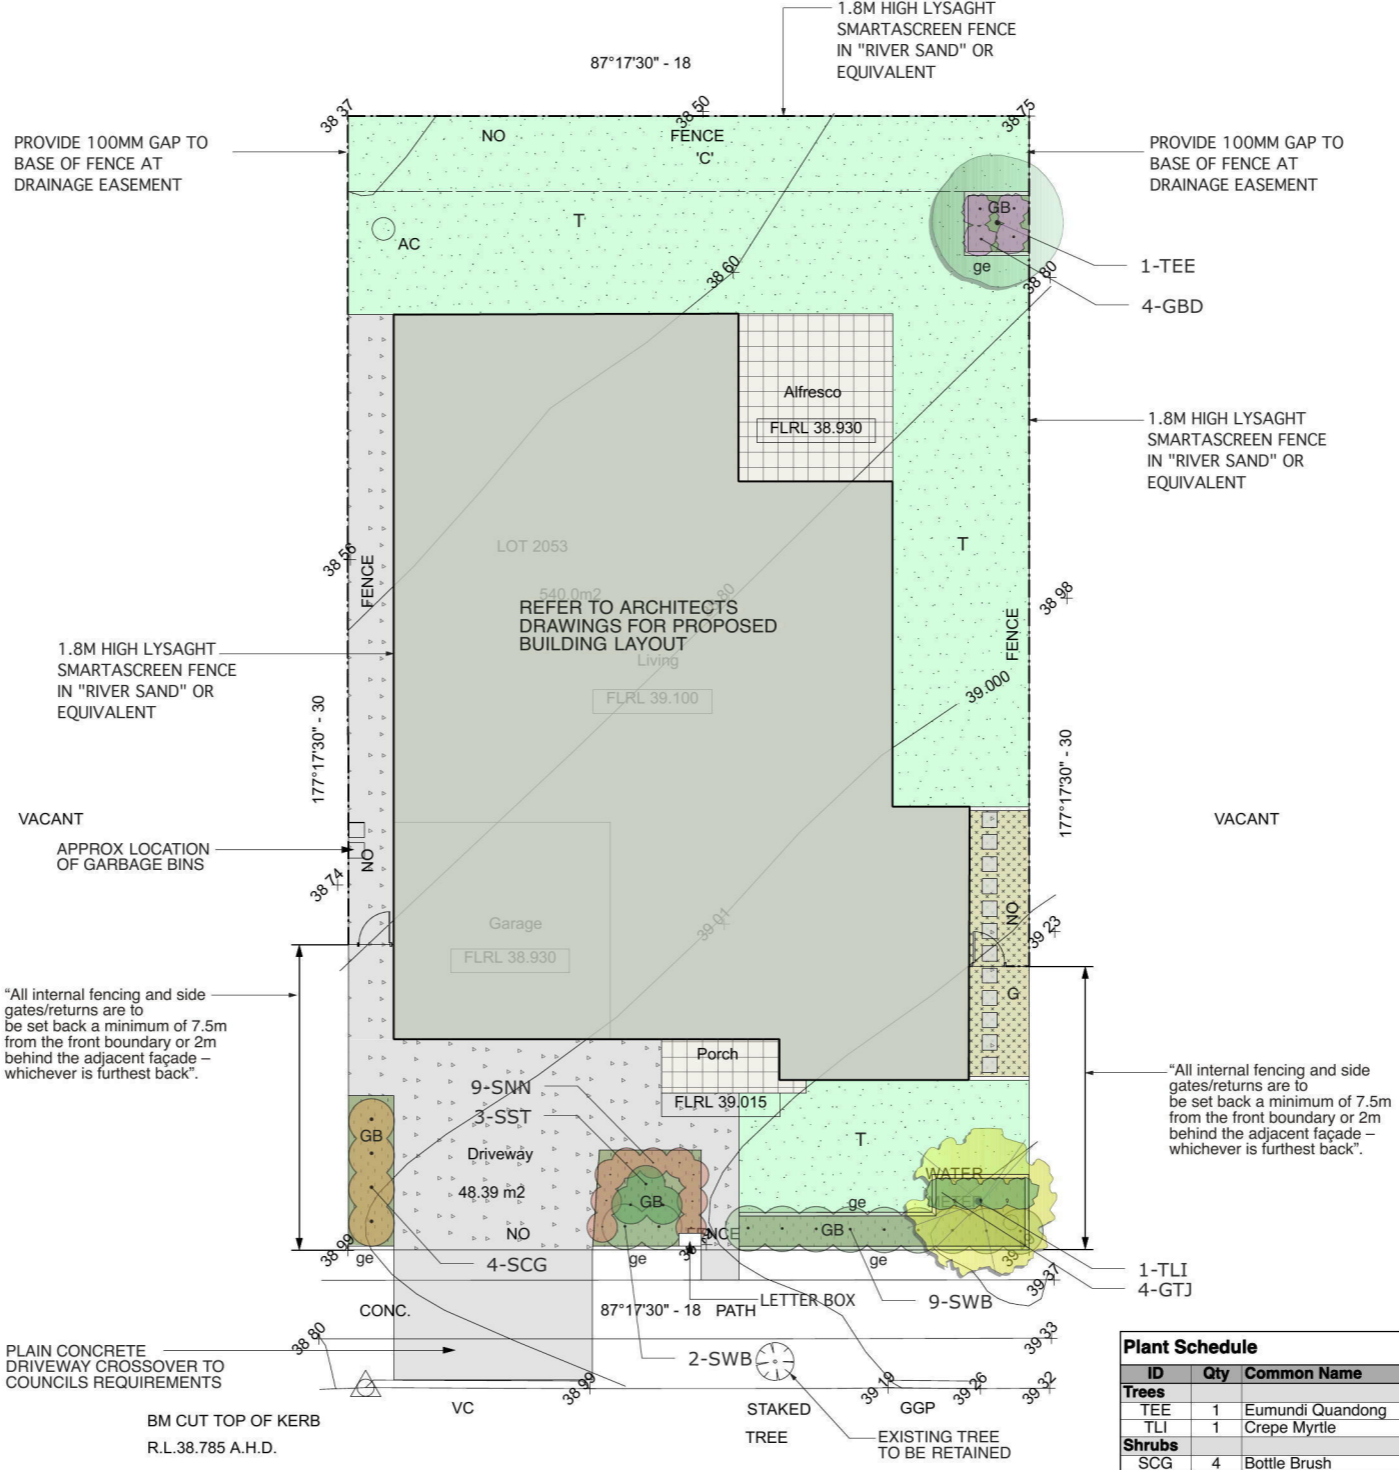 1.8M HIGH LYSAGHT
SMARTASCREEN FENCE
IN "RIVER SAND" OR
EQUIVALENT
87°17'30" - 18
38 37
38.50
38 75
NO
FENCE
'C'
PROVIDE 100MM GAP TO
BASE OF FENCE AT
DRAINAGE EASEMENT
PROVIDE 100MM GAP TO
BASE OF FENCE AT
DRAINAGE EASEMENT
T
AC
GB
ge
38 60
38 80
1-TEE
4-GBD
Alfresco
FLRL 38.930
1.8M HIGH LYSAGHT
SMARTASCREEN FENCE
IN "RIVER SAND" OR
EQUIVALENT
LOT 2053
38 56
FENCE
T
540.0m2
REFER TO ARCHITECTS
DRAWINGS FOR PROPOSED
BUILDING LAYOUT
38 98
FENCE
Living
FLRL 39.100
1.8M HIGH LYSAGHT
SMARTASCREEN FENCE
IN "RIVER SAND" OR
EQUIVALENT
39.000
177°17'30" - 30
177°17'30" - 30
VACANT
VACANT
APPROX LOCATION
OF GARBAGE BINS
NO
38 74
Garage
FLRL 38.930
39.01
NO
39 23
G
“All internal fencing and side
gates/returns are to
be set back a minimum of 7.5m
from the front boundary or 2m
behind the adjacent façade –
whichever is furthest back”.
Porch
FLRL 39.015
“All internal fencing and side
gates/returns are to
be set back a minimum of 7.5m
from the front boundary or 2m
behind the adjacent façade –
whichever is furthest back”.
9-SNN
3-SST
GB
Driveway
48.39 m2
T
WATER
GB
ge
NO
GB
38 99
ge
4-SCG
ge
ge
39 37
1-TLI
4-GTJ
CONC.
87°17'30" - 18
PATH
LETTER BOX
9-SWB
38 80
39 33
PLAIN CONCRETE
DRIVEWAY CROSSOVER TO
COUNCILS REQUIREMENTS
2-SWB
38 99
39 19
39 26
39 32
VC
STAKED
TREE
GGP
BM CUT TOP OF KERB
R.L.38.785 A.H.D.
EXISTING TREE
TO BE RETAINED
Plant Schedule
ID Qty Common Name
Trees
TEE 1 Eumundi Quandong
TLI 1 Crepe Myrtle
Shrubs
SCG 4 Bottle Brush